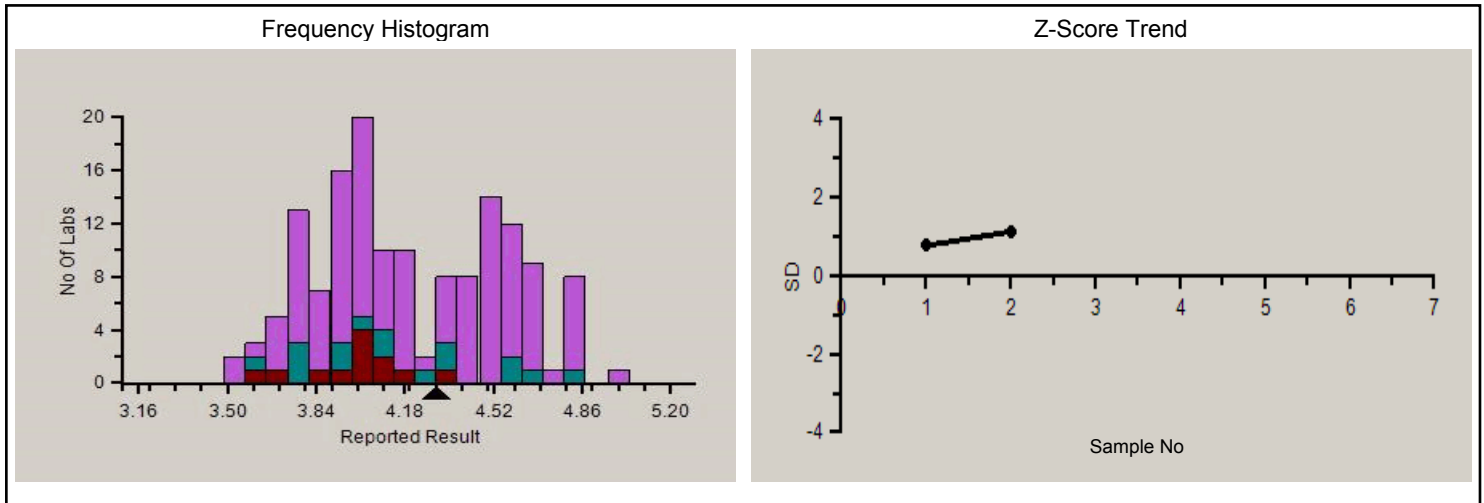 Frequency Histogram
20
16
12
8
4
0
No Of Labs
3.16 3.50 3.84 4.18 4.52 4.86 5.20
Reported Result
Z-Score Trend
4
2
0
-2
-4
SD
0 1 2 3 4 5 6 7
Sample No